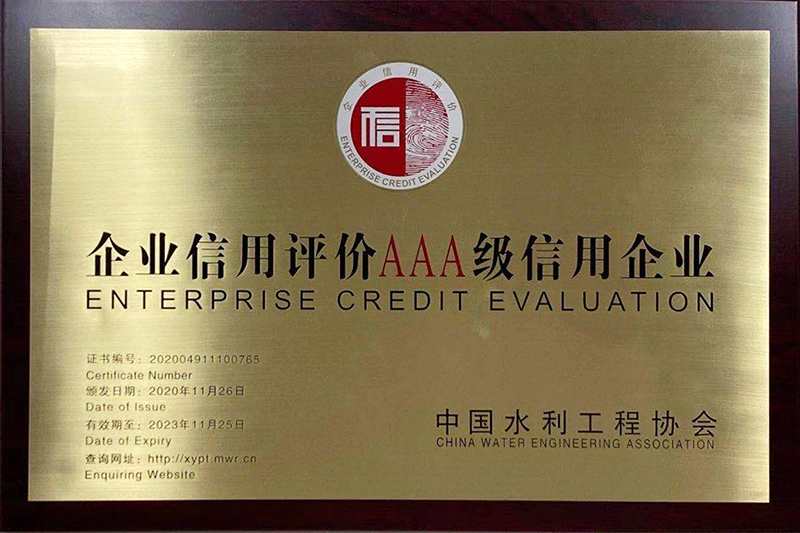 企业信用评价
信
ENTERPRISE CREDIT EVALUATION
企业信用评价AAA级信用企业
ENTERPRISE CREDIT EVALUATION
证书编号：202004911100765
Certificate Number
颁发日期：2020年11月26日
Date of Issue
有效期至：2023年11月25日
Date of Expiry
查询网址：http://xypt.mwr.cn
Enquiring Website
中国水利工程协会
CHINA WATER ENGINEERING ASSOCIATION